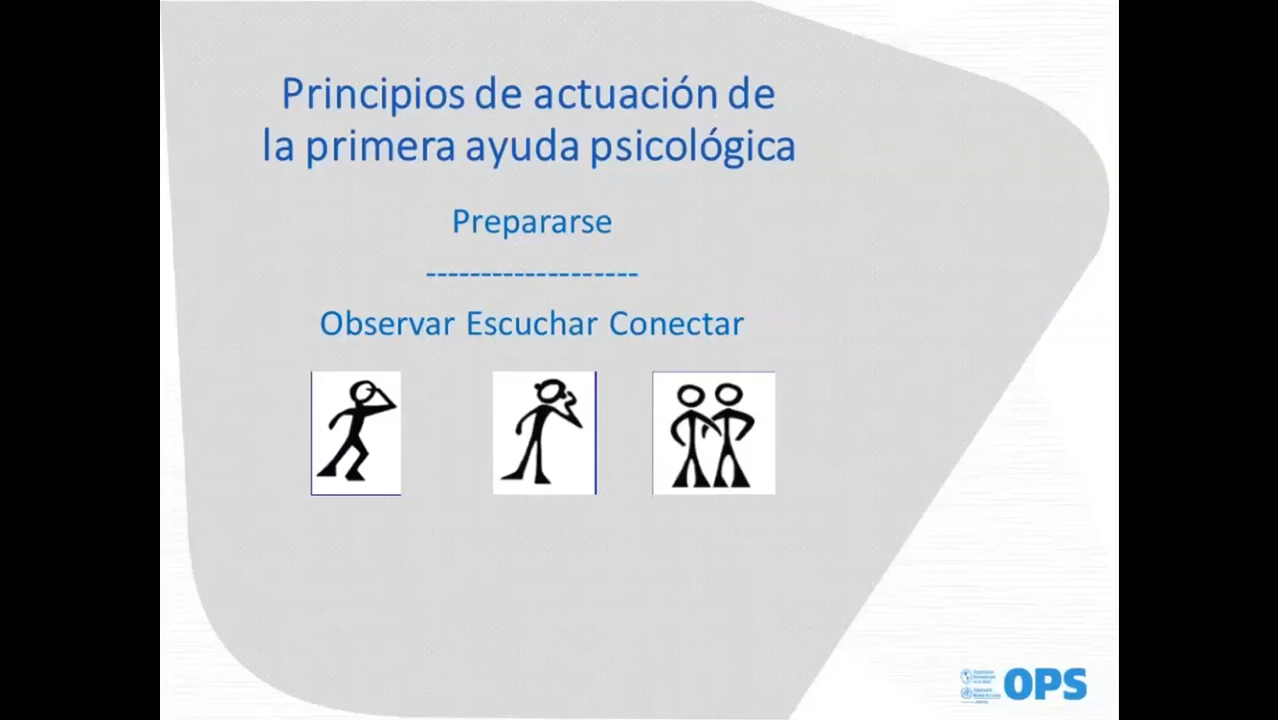 Principios de actuación de
la primera ayuda psicológica
Prepararse
-------------------
Observar Escuchar Conectar
OPS